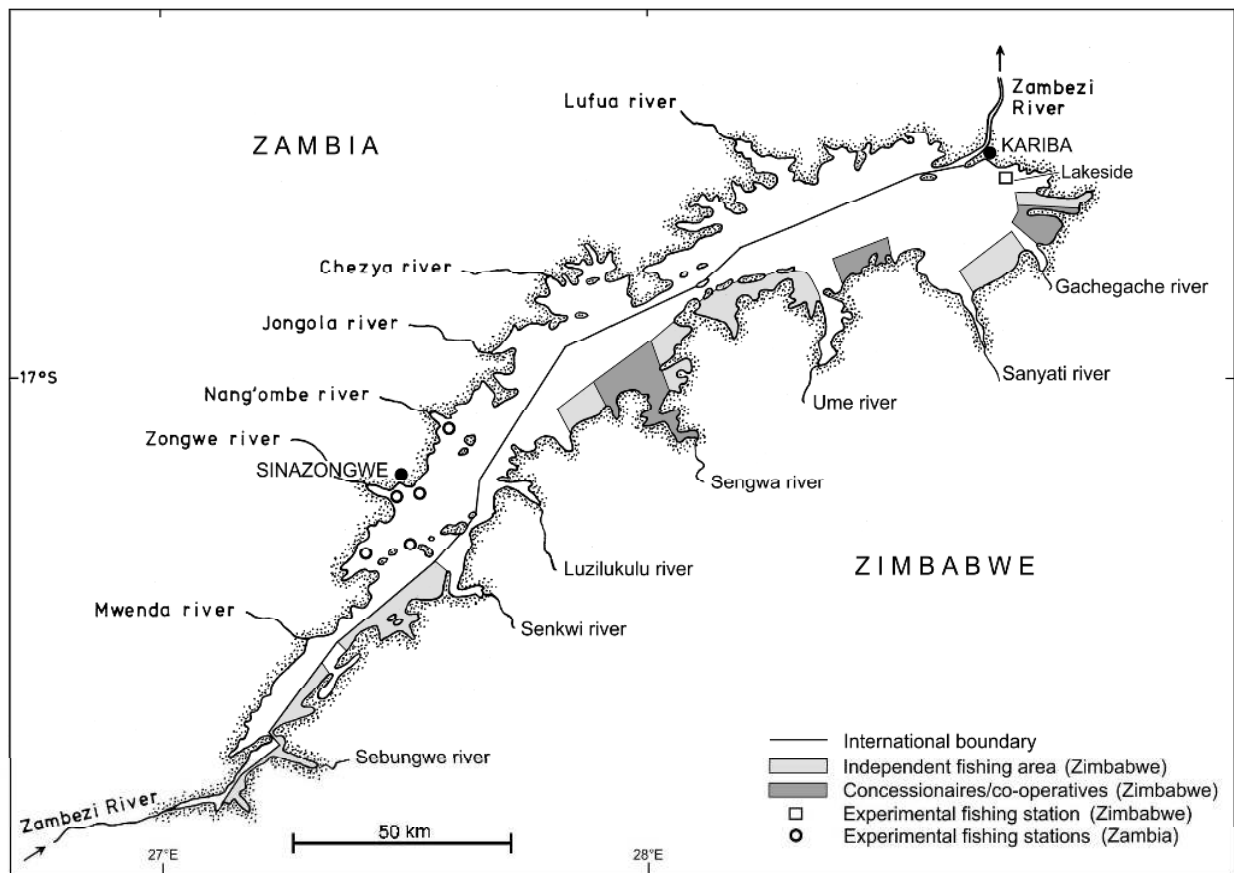 Lufua river
Zambezi
River
ZAMBIA
KARIBA
Lakeside
Chezya river
Gachegache river
Jongola river
17°S
Sanyati river
Nang'ombe river
Ume river
Zongwe river
SINAZONGWE
Sengwa river
Luzilukulu river
ZIMBABWE
Mwenda river
Senkwi river
Sebungwe river
International boundary
Independent fishing area (Zimbabwe)
Concessionaires/co-operatives (Zimbabwe)
Experimental fishing station (Zimbabwe)
Experimental fishing stations (Zambia)
Zambezi River
50 km
27°E
28°E